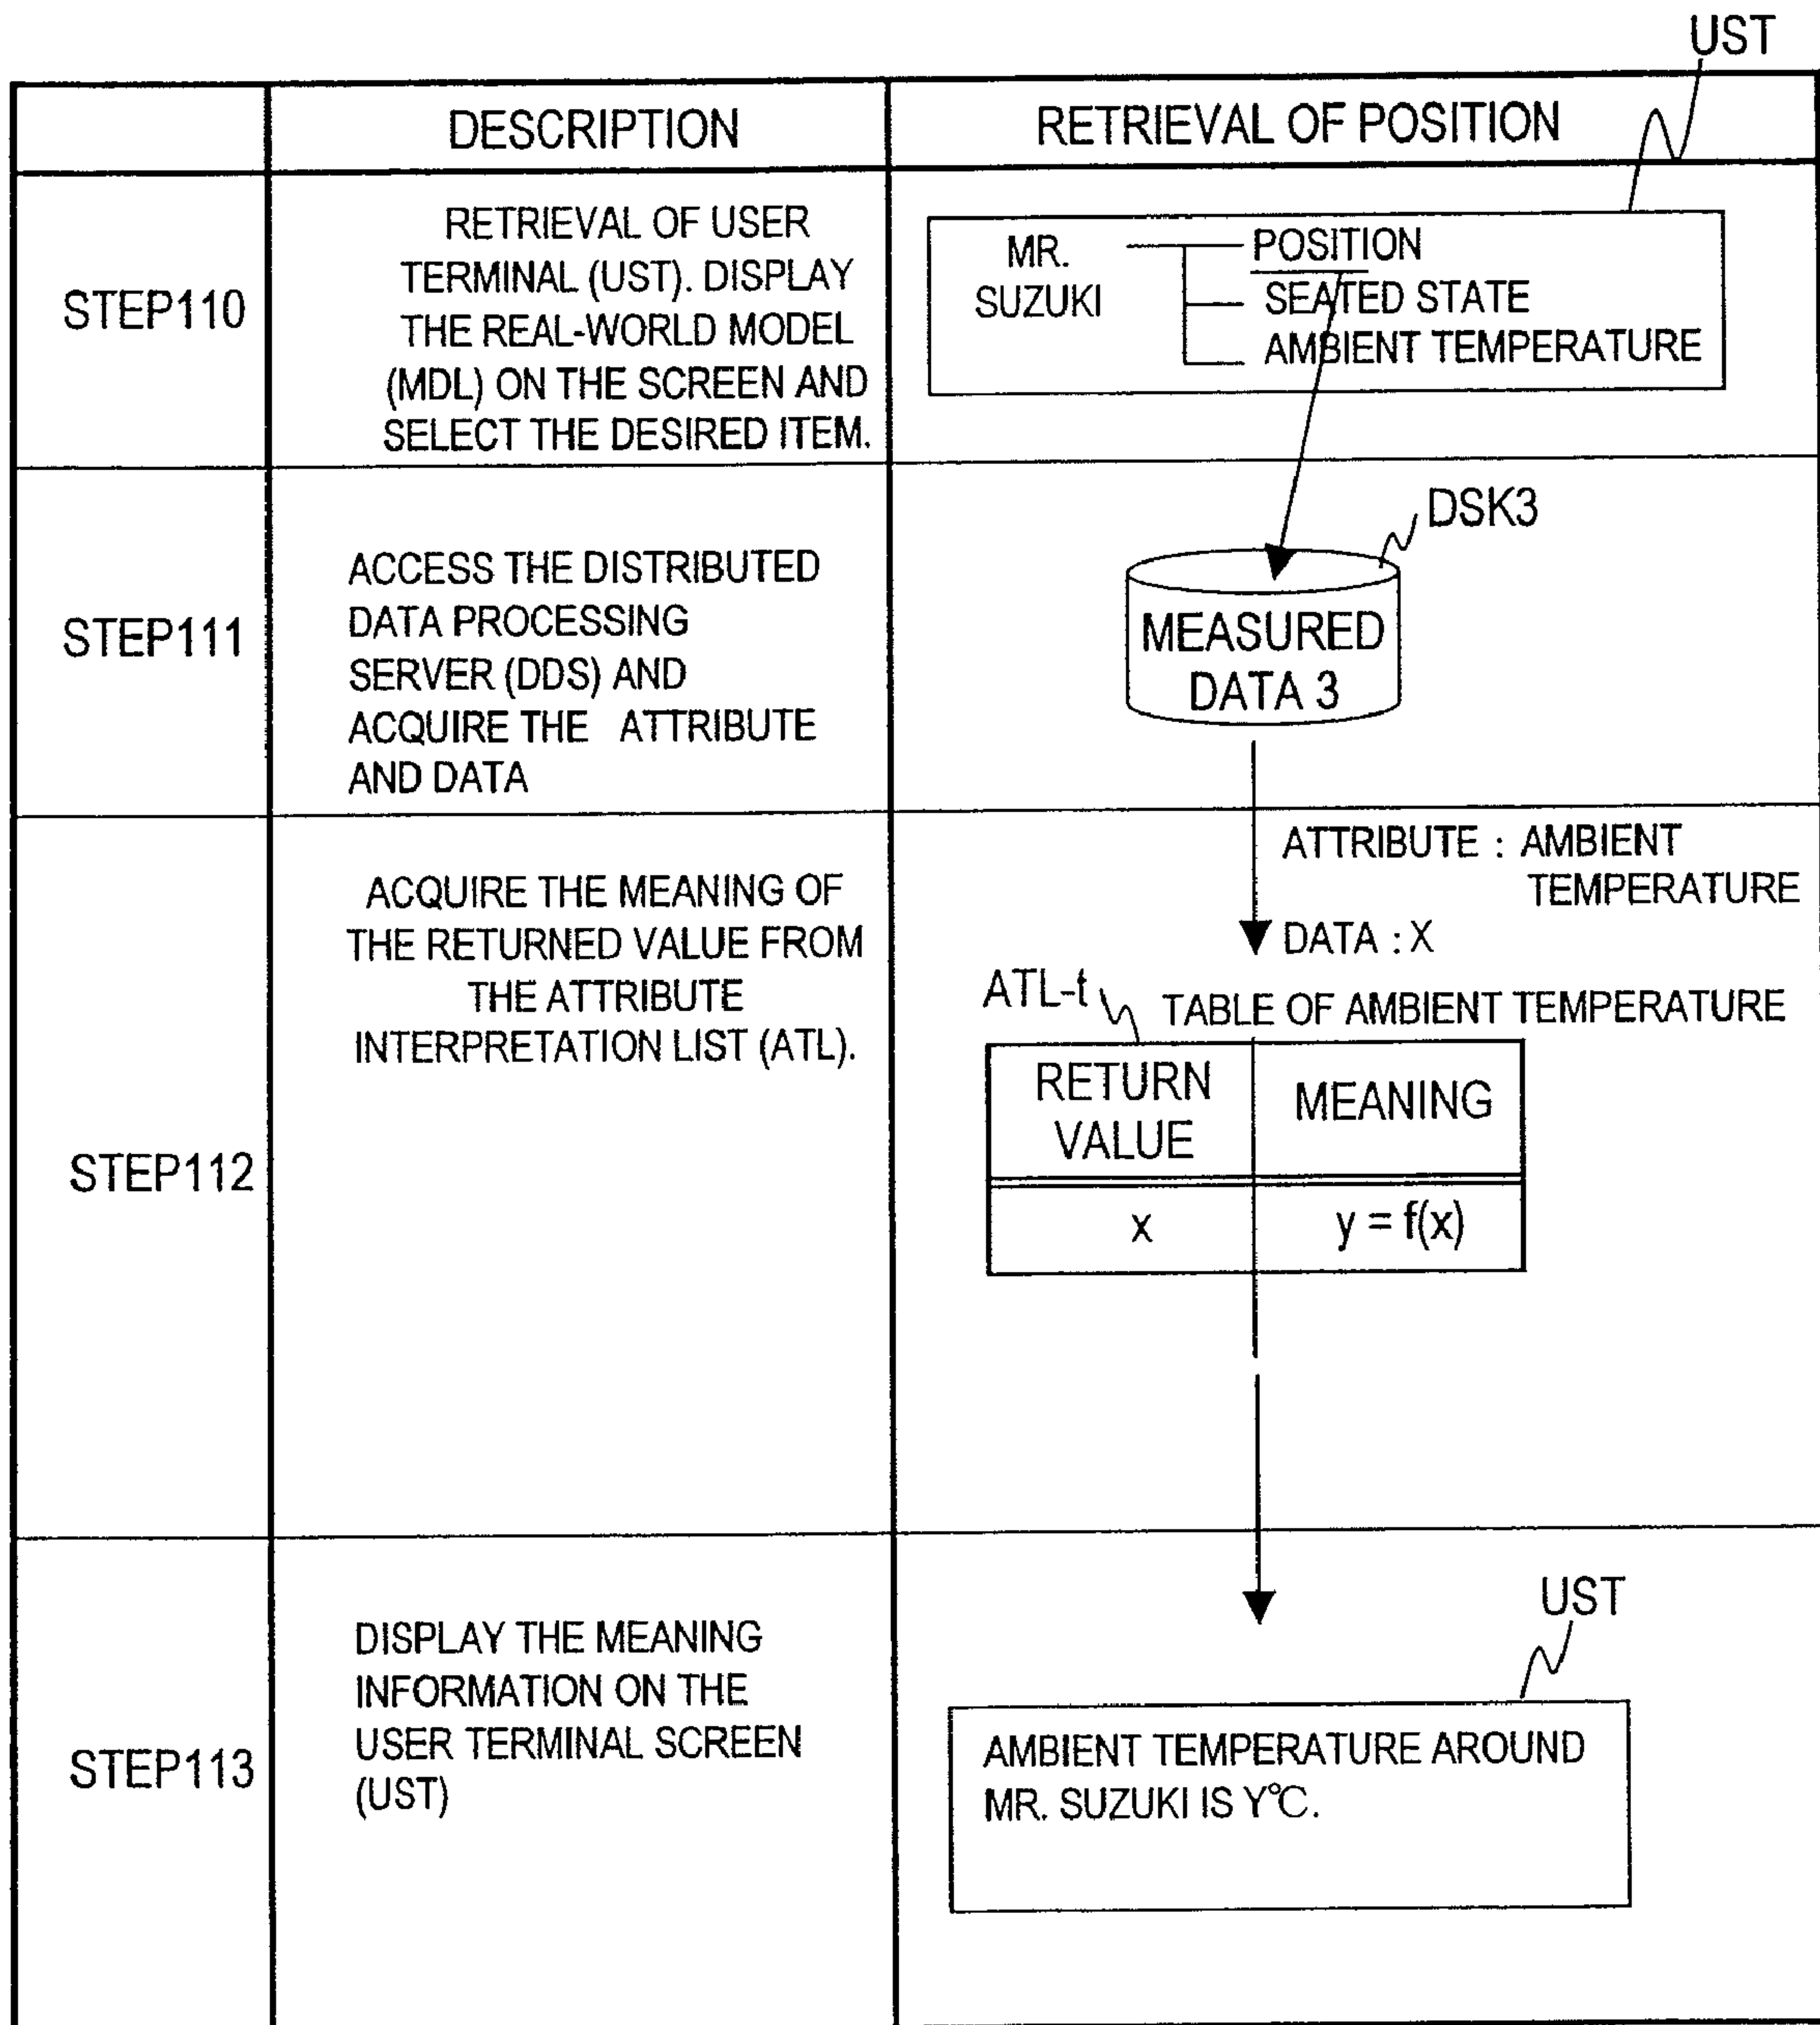 UST
DESCRIPTION
RETRIEVAL OF POSITION
STEP110
RETRIEVAL OF USER
TERMINAL (UST). DISPLAY
THE REAL-WORLD MODEL
(MDL) ON THE SCREEN AND
SELECT THE DESIRED ITEM.
MR.
SUZUKI
POSITION
SEATED STATE
AMBIENT TEMPERATURE
STEP111
ACCESS THE DISTRIBUTED
DATA PROCESSING
SERVER (DDS) AND
ACQUIRE THE ATTRIBUTE
AND DATA
DSK3
MEASURED
DATA 3
STEP112
ACQUIRE THE MEANING OF
THE RETURNED VALUE FROM
THE ATTRIBUTE
INTERPRETATION LIST (ATL).
ATTRIBUTE : AMBIENT
TEMPERATURE
DATA : X
ATL-t
TABLE OF AMBIENT TEMPERATURE
RETURN
VALUE
MEANING
x
y = f(x)
STEP113
DISPLAY THE MEANING
INFORMATION ON THE
USER TERMINAL SCREEN
(UST)
UST
AMBIENT TEMPERATURE AROUND
MR. SUZUKI IS Y℃.